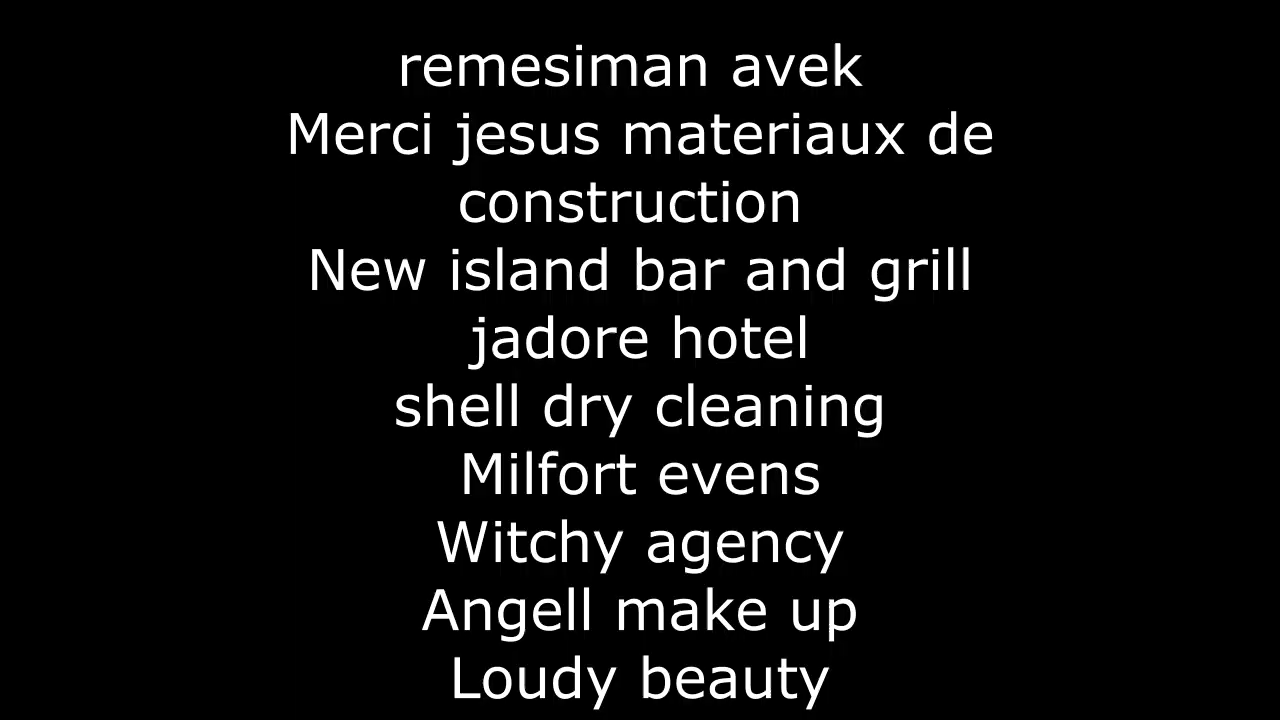 remesiman avek
Merci jesus materiaux de
construction
New island bar and grill
jadore hotel
shell dry cleaning
Milfort evens
Witchy agency
Angell make up
Loudy beauty